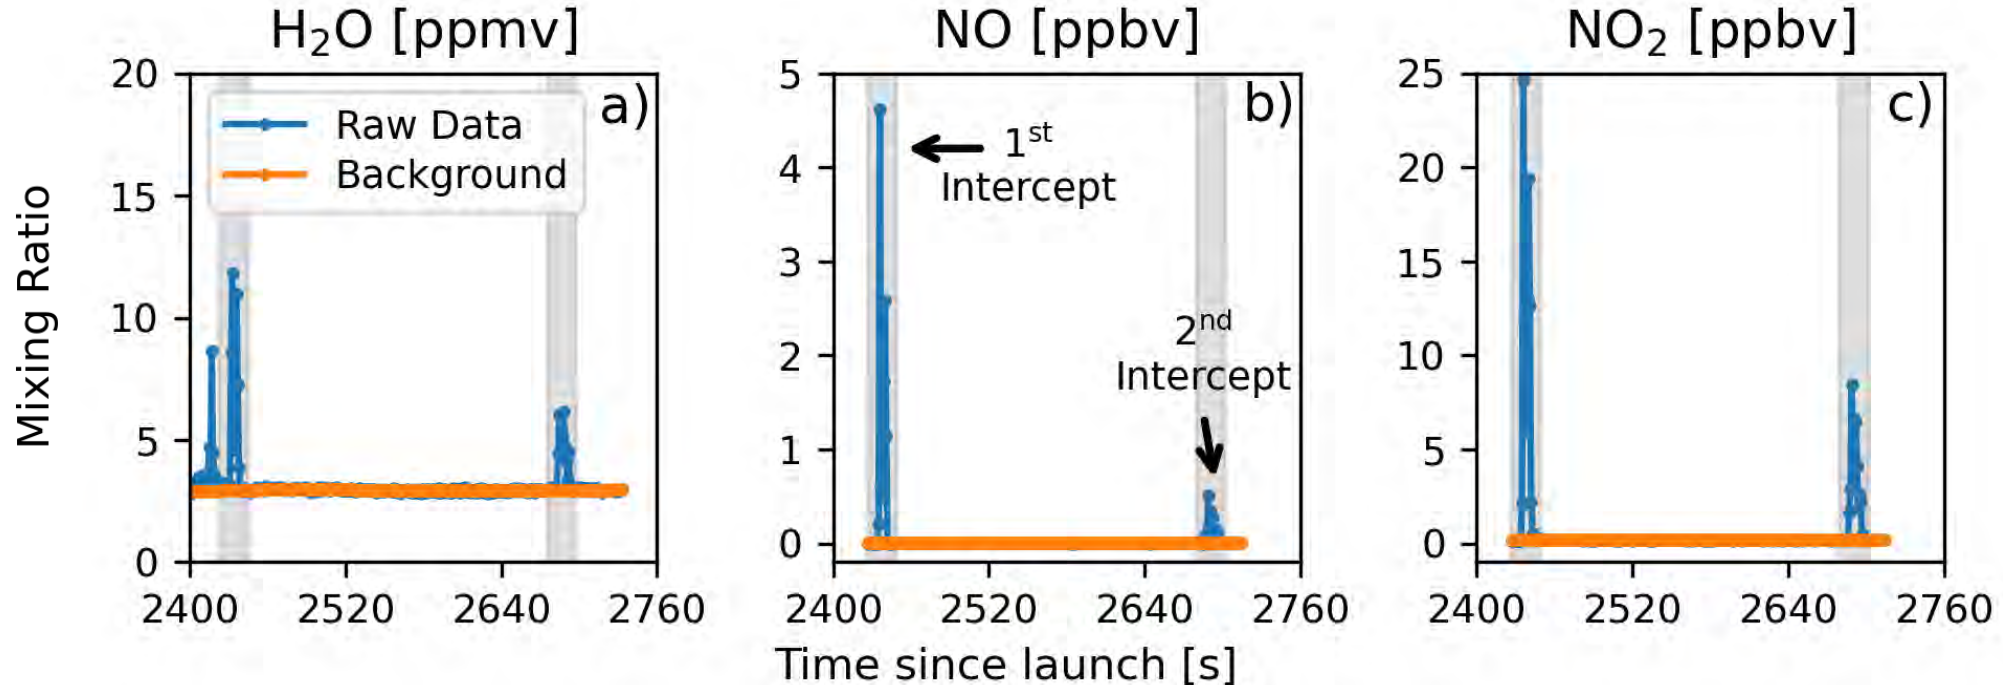 H₂O [ppmv]
NO [ppbv]
NO₂ [ppbv]
Mixing Ratio
20
15
10
5
0
2400 2520 2640 2760
Raw Data
Background
a)
5
4
3
2
1
0
2400 2520 2640 2760
b)
1st
Intercept
2nd
Intercept
25
20
15
10
5
0
2400 2520 2640 2760
c)
Time since launch [s]